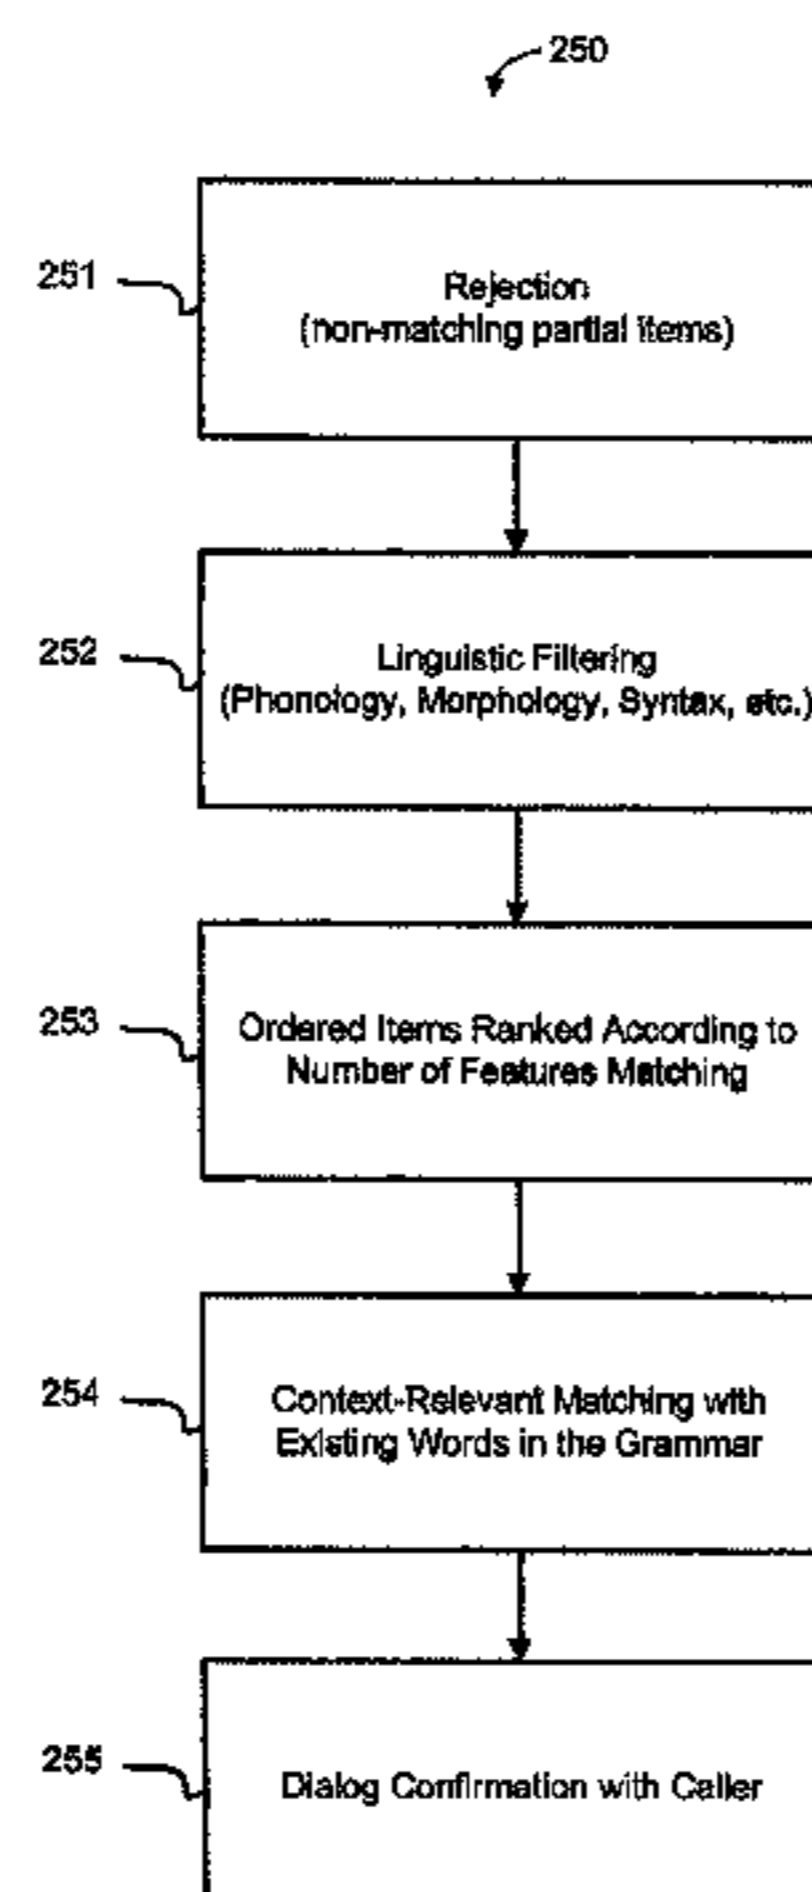 250
251
Rejection
(non-matching partial items)
252
Linguistic Filtering
(Phonology, Morphology, Syntax, etc.)
253
Ordered Items Ranked According to
Number of Features Matching
254
Context-Relevant Matching with
Existing Words in the Grammar
255
Dialog Confirmation with Caller